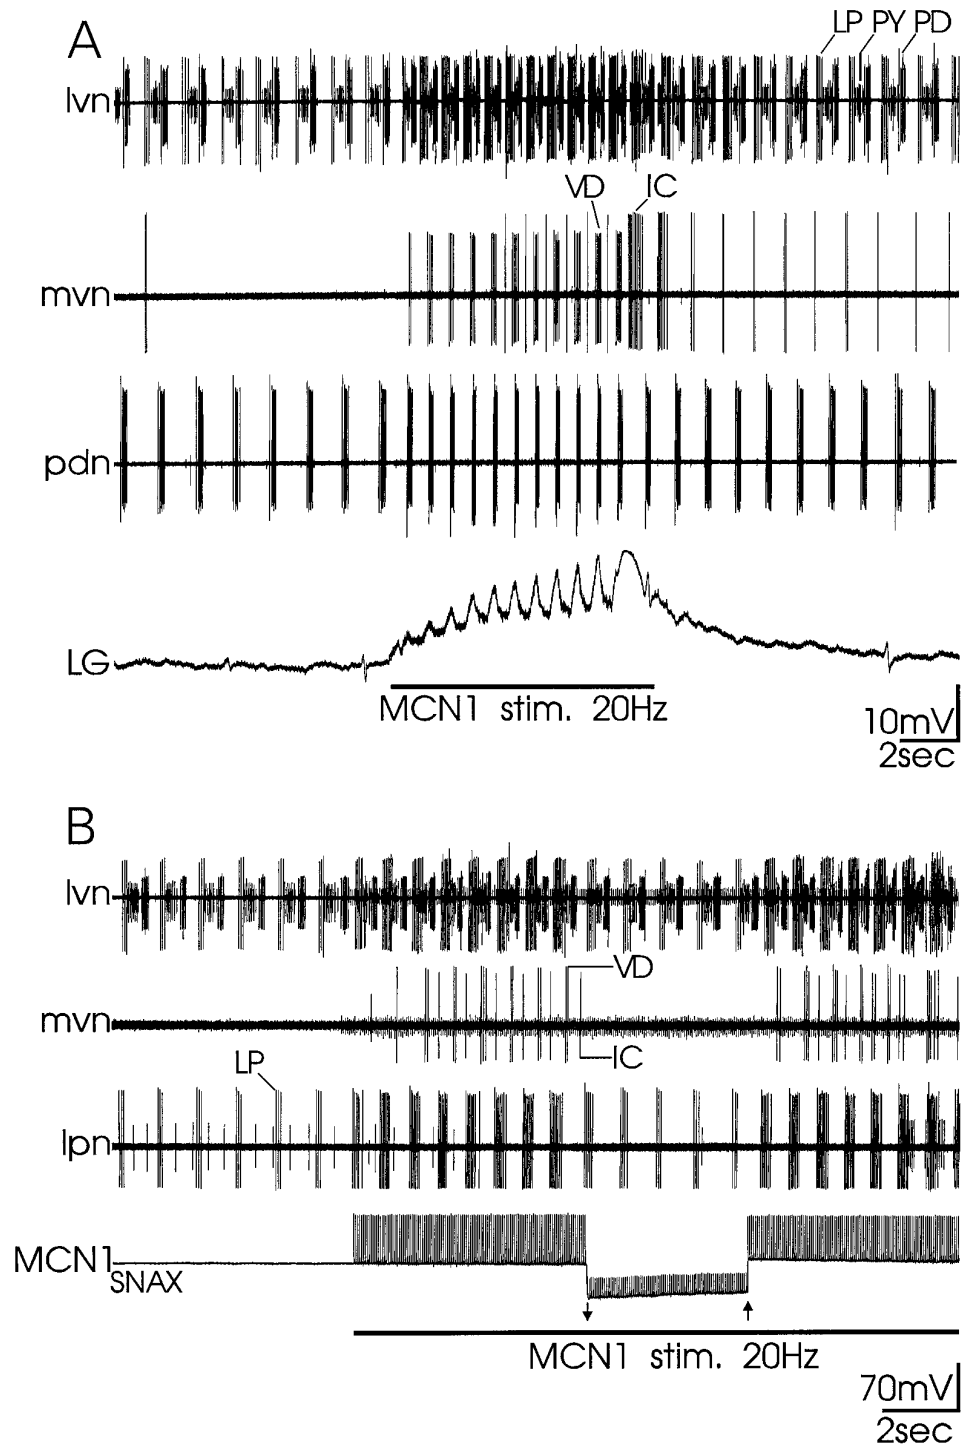 A
LP PY PD
lvn
VD IC
mvn
pdn
LG
MCN1 stim. 20Hz
10mV
2sec
B
lvn
VD
mvn
IC
LP
lpn
MCN1
SNAX
MCN1 stim. 20Hz
70mV
2sec